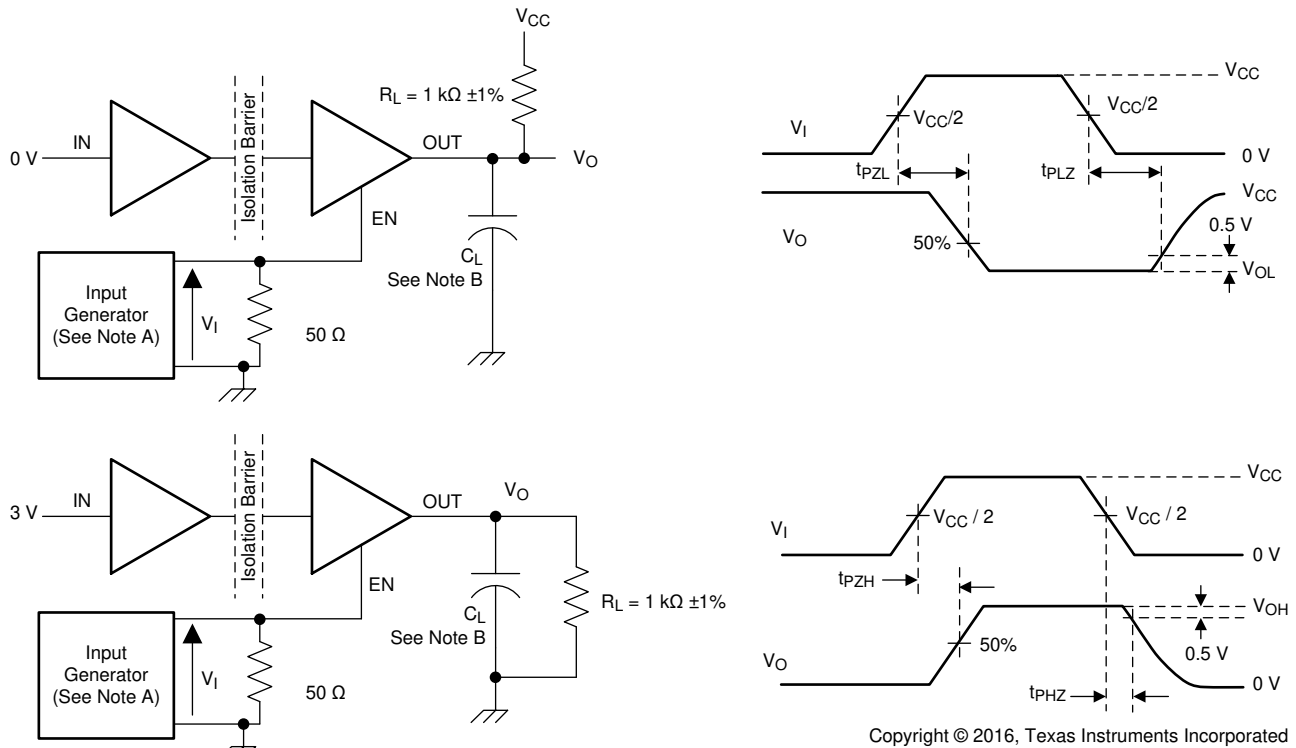 VCC
RL = 1 kΩ ±1%
0 V
IN
Isolation Barrier
OUT
VO
EN
CL
See Note B
Input
Generator
(See Note A)
VI
50 Ω
VI
VCC/2
VCC/2
VCC
0 V
tPZL
tPLZ
VO
50%
VCC
0.5 V
VOL
3 V
IN
Isolation Barrier
OUT
VO
EN
CL
See Note B
RL = 1 kΩ ±1%
Input
Generator
(See Note A)
VI
50 Ω
VI
VCC / 2
VCC / 2
VCC
0 V
tPZH
VO
50%
tPHZ
VOH
0.5 V
0 V
Copyright © 2016, Texas Instruments Incorporated